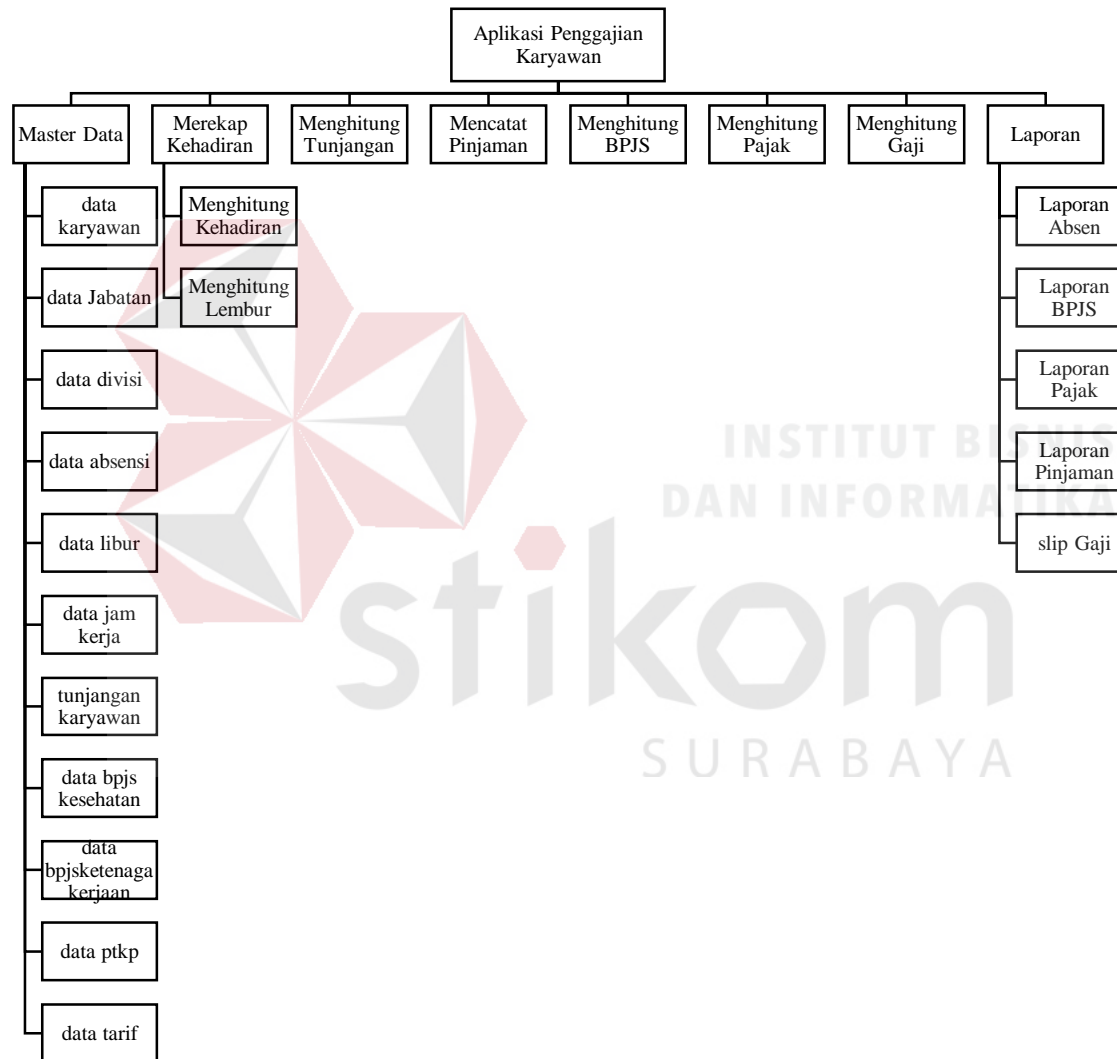 Aplikasi Penggajian
Karyawan
Master Data
Merekap
Kehadiran
Menghitung
Tunjangan
Mencatat
Pinjaman
Menghitung
BPJS
Menghitung
Pajak
Menghitung
Gaji
Laporan
data
karyawan
data Jabatan
data divisi
data absensi
data libur
data jam
kerja
tunjangan
karyawan
data bpjs
kesehatan
data
bpjsketenaga
kerjaan
data ptkp
data tarif
Menghitung
Kehadiran
Menghitung
Lembur
Laporan
Absen
Laporan
BPJS
Laporan
Pajak
Laporan
Pinjaman
slip Gaji
INSTITUT BISNIS
DAN INFORMATIKA
stikom
SURABAYA